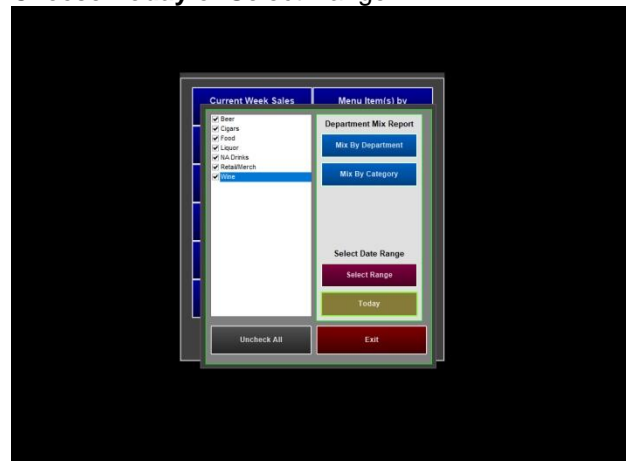 Choose Today or Select Range
Current Week Sales
Menu Item(s) by
Beer
Cigars
Food
Liquor
NA Drinks
Retail/Merch
Wine
Department Mix Report
Mix By Department
Mix By Category
Select Date Range
Select Range
Today
Uncheck All
Exit